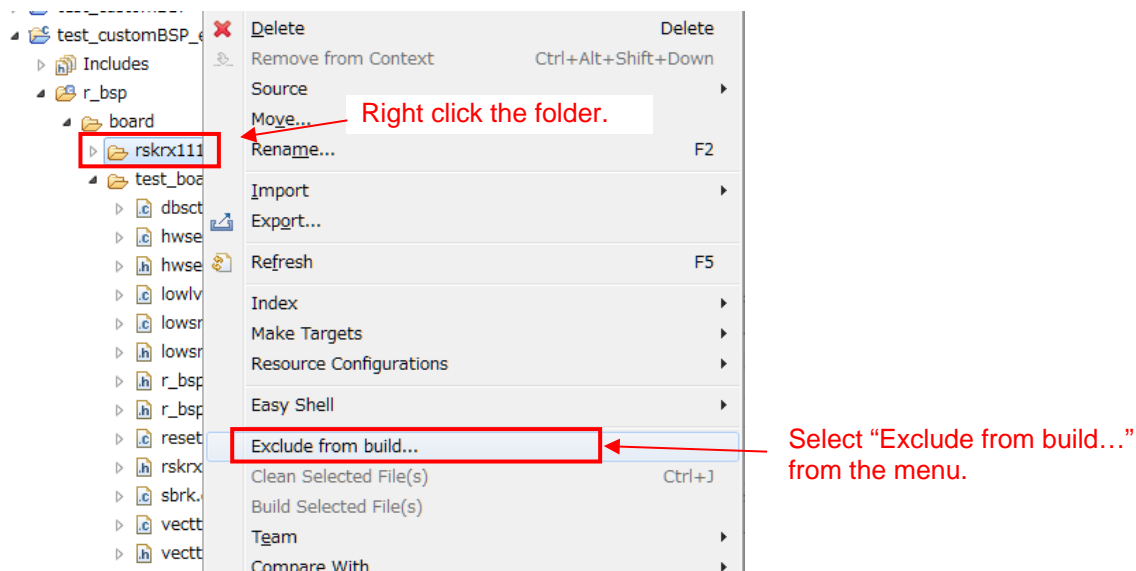 test_customBSP_e
Includes
r_bsp
board
rskrx111
test_boa
dbsct
hwse
hwse
lowlv
lowsr
lowsr
r_bsp
r_bsp
reset
rskrx
sbrk.
vectt
vectt
Delete Delete
Remove from Context Ctrl+Alt+Shift+Down
Source
Move...
Rename... F2
Import
Export...
Refresh F5
Index
Make Targets
Resource Configurations
Easy Shell
Exclude from build...
Clean Selected File(s) Ctrl+J
Build Selected File(s)
Team
Compare With
Right click the folder.
Select “Exclude from build…”
from the menu.